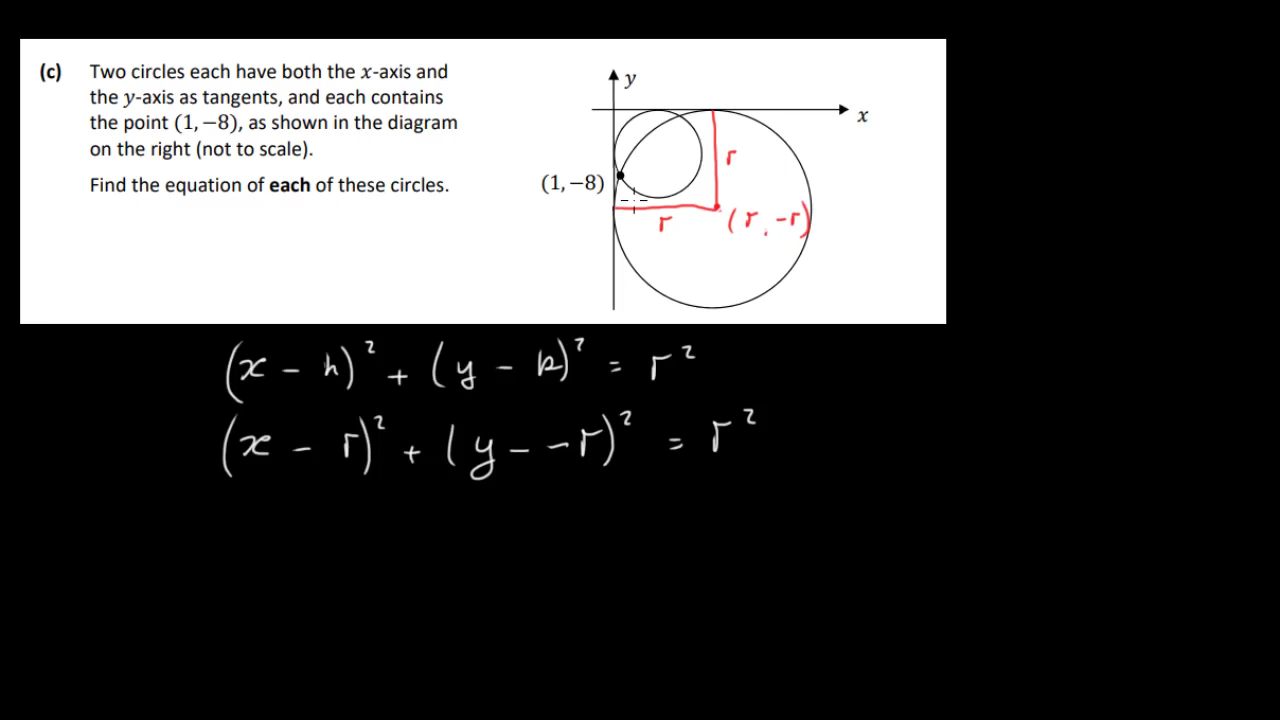 (c) Two circles each have both the x-axis and
the y-axis as tangents, and each contains
the point (1, −8), as shown in the diagram
on the right (not to scale).
Find the equation of each of these circles.
y
x
(1, −8)
r
r
(r, -r)
(x - h)² + (y - k)² = r²
(x - r)² + (y - -r)² = r²